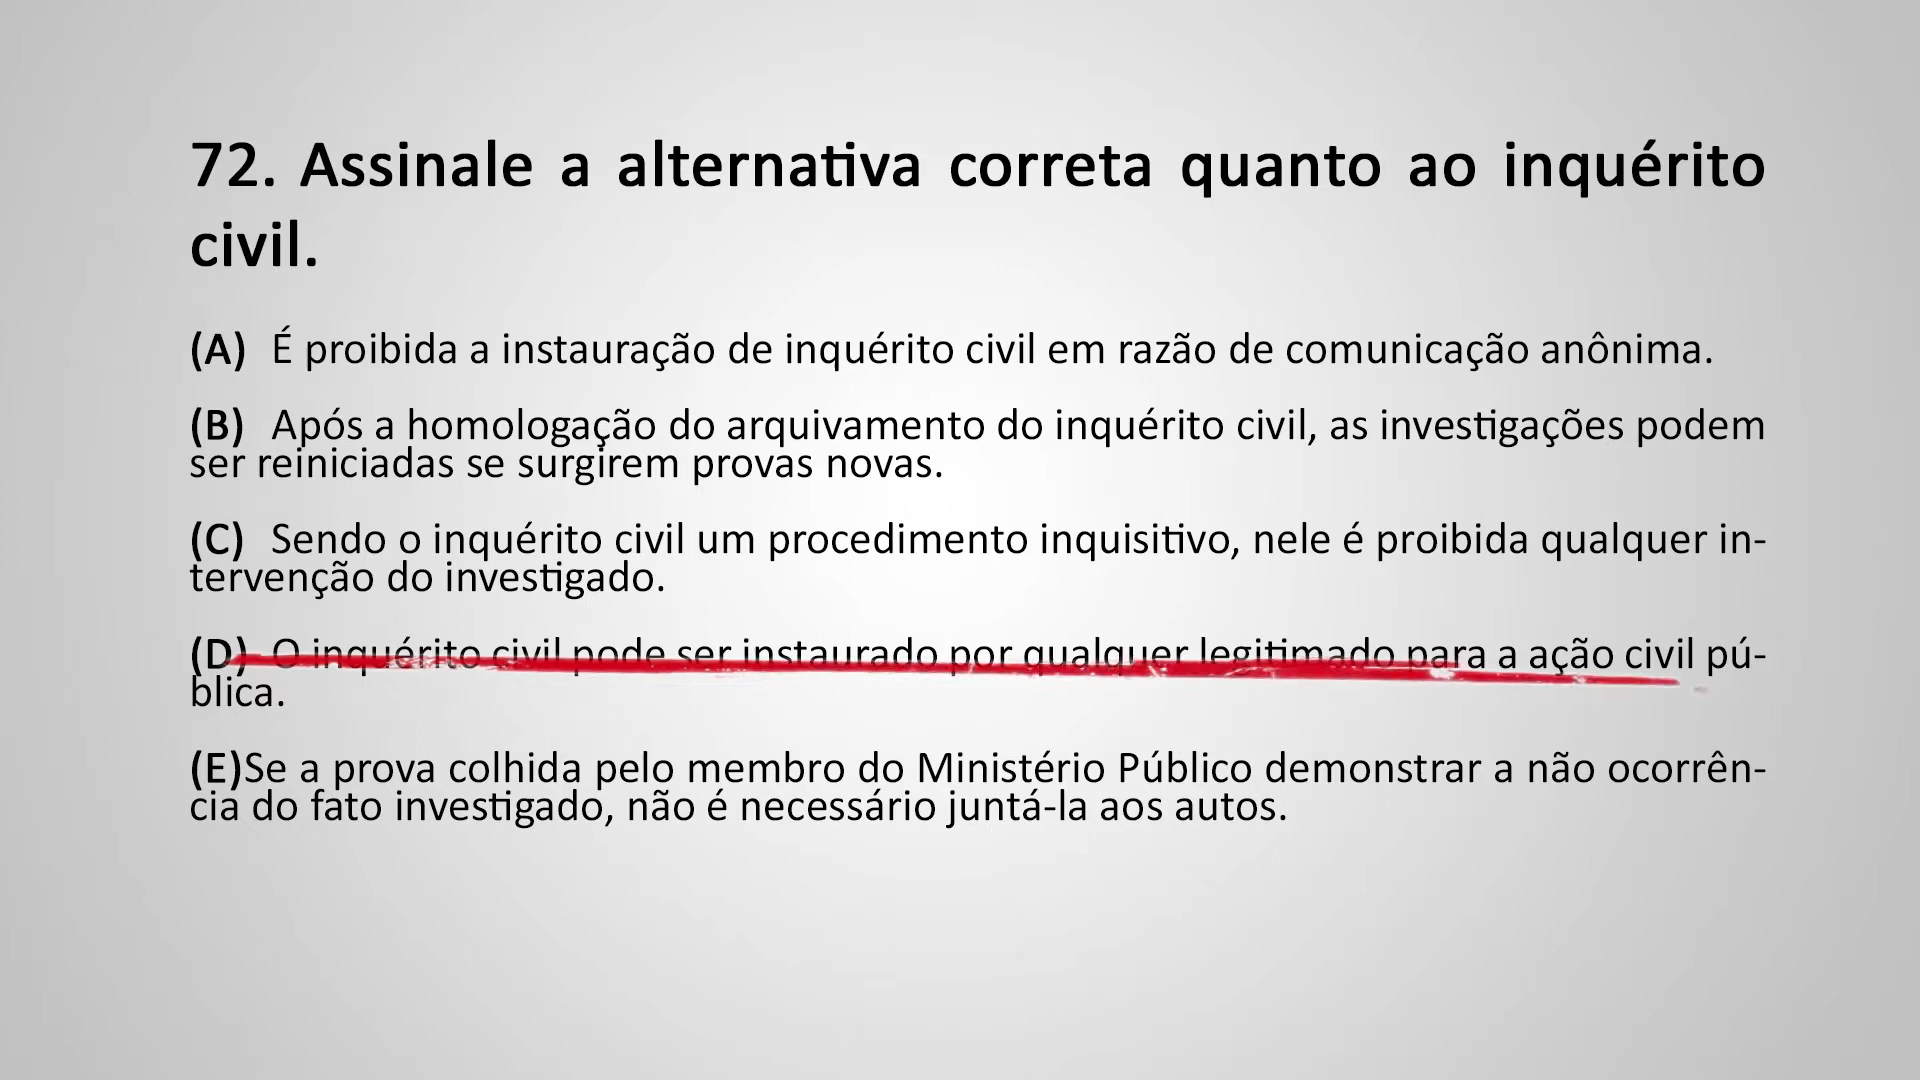 72. Assinale a alternativa correta quanto ao inquérito
civil.
(A) É proibida a instauração de inquérito civil em razão de comunicação anônima.
(B) Após a homologação do arquivamento do inquérito civil, as investigações podem
ser reiniciadas se surgirem provas novas.
(C) Sendo o inquérito civil um procedimento inquisitivo, nele é proibida qualquer in-
tervenção do investigado.
(D) O inquérito civil pode ser instaurado por qualquer legitimado para a ação civil pú-
blica.
(E)Se a prova colhida pelo membro do Ministério Público demonstrar a não ocorrên-
cia do fato investigado, não é necessário juntá-la aos autos.